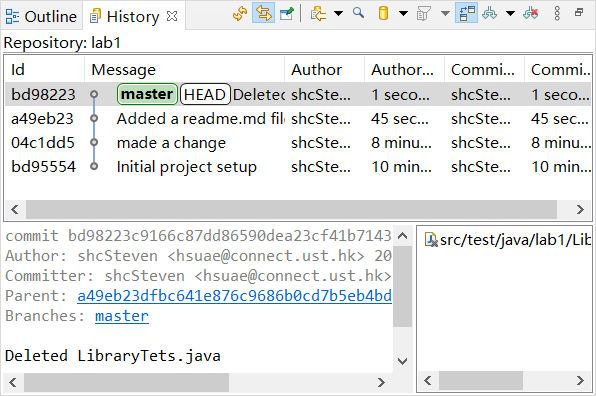 Outline History
Repository: lab1
Id Message Author Author... Commi... Commi...
bd98223 master HEAD Deleted shcSte... 1 seco... shcSte... 1 seco...
a49eb23 Added a readme.md fil shcSte... 45 sec... shcSte... 45 sec...
04c1dd5 made a change shcSte... 8 minu... shcSte... 8 minu...
bd95554 Initial project setup shcSte... 10 min... shcSte... 10 min...
commit bd98223c9166c87dd86590dea23cf41b7143
Author: shcSteven <hsuae@connect.ust.hk> 20
Committer: shcSteven <hsuae@connect.ust.hk>
Parent: a49eb23dfbc641e876c9686b0cd7b5eb4bd
Branches: master
Deleted LibraryTets.java
src/test/java/lab1/Lib